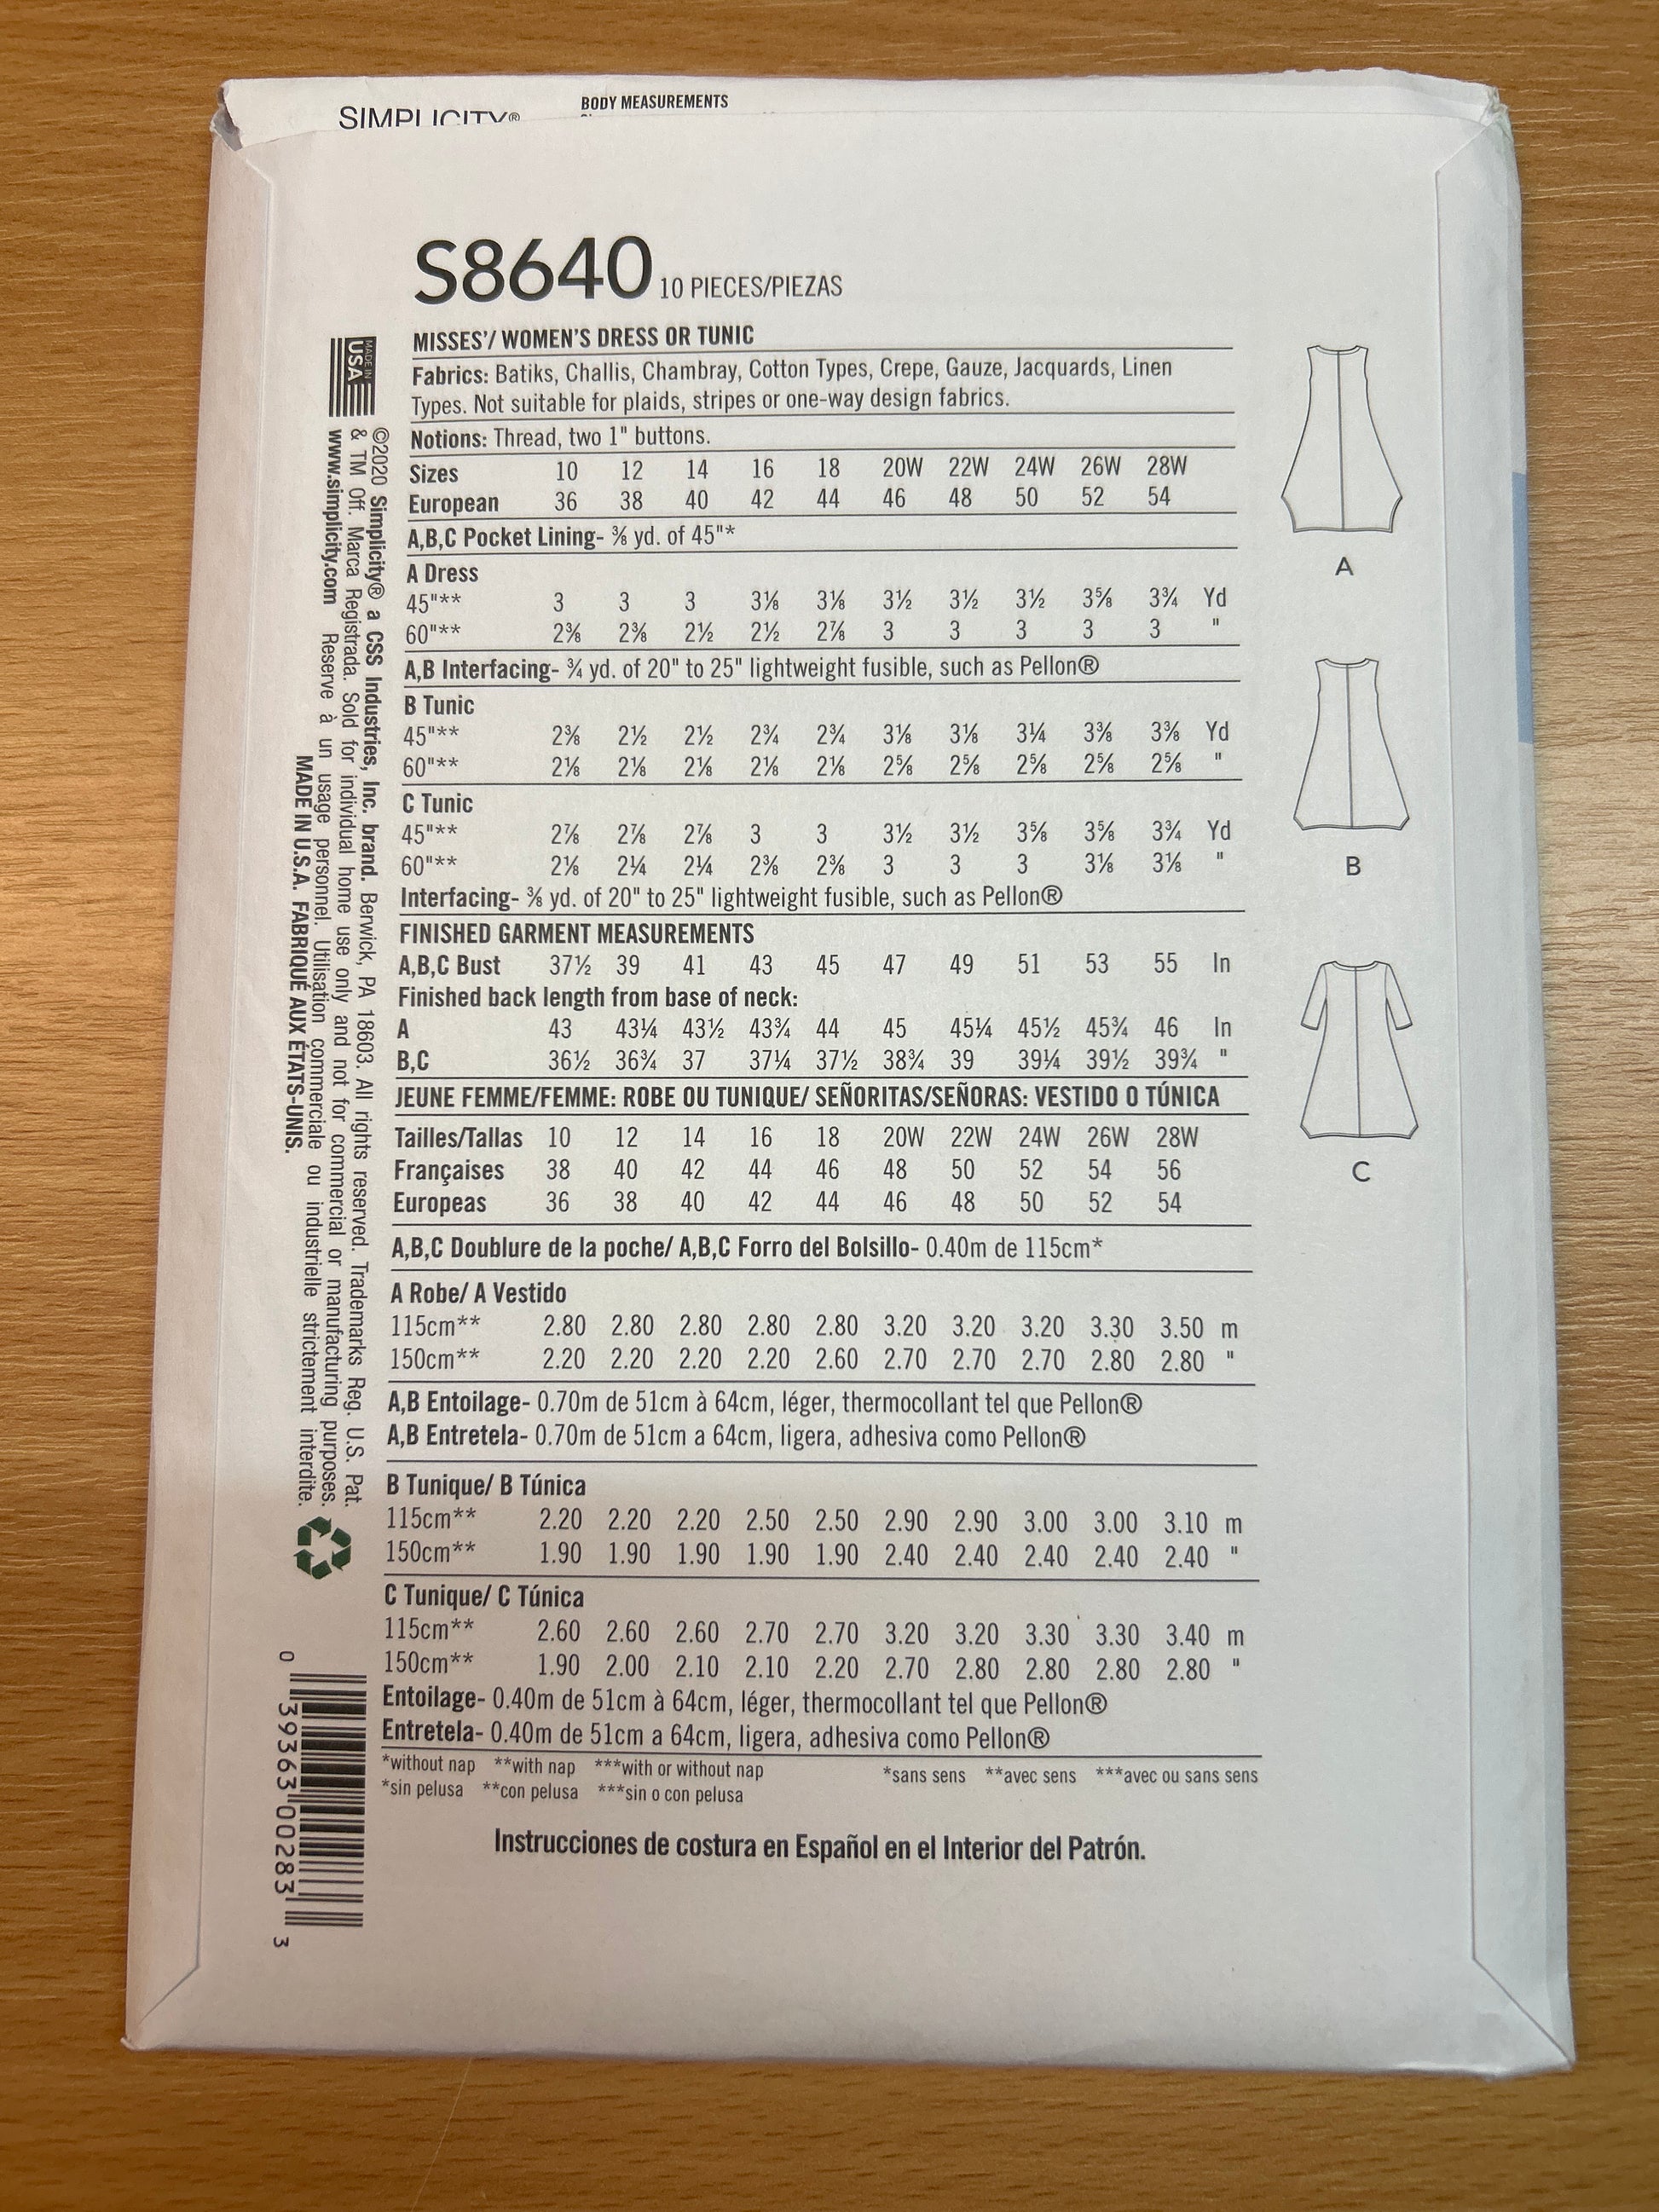 SIMPLICITY®
BODY MEASUREMENTS
S8640 10 PIECES/PIEZAS
MISSES'/ WOMEN'S DRESS OR TUNIC
Fabrics: Batiks, Challis, Chambray, Cotton Types, Crepe, Gauze, Jacquards, Linen
Types. Not suitable for plaids, stripes or one-way design fabrics.
Notions: Thread, two 1" buttons.
Sizes 10 12 14 16 18 20W 22W 24W 26W 28W
European 36 38 40 42 44 46 48 50 52 54
A,B,C Pocket Lining- ⅜ yd. of 45"*
A Dress
45"** 3 3 3 3⅛ 3⅛ 3½ 3½ 3½ 3⅝ 3¾ Yd
60"** 2⅜ 2⅜ 2½ 2½ 2⅞ 3 3 3 3 3 "
A,B Interfacing- ¾ yd. of 20" to 25" lightweight fusible, such as Pellon®
B Tunic
45"** 2⅜ 2½ 2½ 2¾ 2¾ 3⅛ 3⅛ 3¼ 3⅜ 3⅜ Yd
60"** 2⅛ 2⅛ 2⅛ 2⅛ 2⅛ 2⅝ 2⅝ 2⅝ 2⅝ 2⅝ "
C Tunic
45"** 2⅞ 2⅞ 2⅞ 3 3 3½ 3½ 3⅝ 3⅝ 3¾ Yd
60"** 2⅛ 2¼ 2¼ 2⅜ 2⅜ 3 3 3 3⅛ 3⅛ "
Interfacing- ⅜ yd. of 20" to 25" lightweight fusible, such as Pellon®
FINISHED GARMENT MEASUREMENTS
A,B,C Bust 37½ 39 41 43 45 47 49 51 53 55 In
Finished back length from base of neck:
A 43 43¼ 43½ 43¾ 44 45 45¼ 45½ 45¾ 46 In
B,C 36½ 36¾ 37 37¼ 37½ 38¾ 39 39¼ 39½ 39¾ "
JEUNE FEMME/FEMME: ROBE OU TUNIQUE/ SEÑORITAS/SEÑORAS: VESTIDO O TÚNICA
Tailles/Tallas 10 12 14 16 18 20W 22W 24W 26W 28W
Françaises 38 40 42 44 46 48 50 52 54 56
Europeas 36 38 40 42 44 46 48 50 52 54
A,B,C Doublure de la poche/ A,B,C Forro del Bolsillo- 0.40m de 115cm*
A Robe/ A Vestido
115cm** 2.80 2.80 2.80 2.80 2.80 3.20 3.20 3.20 3.30 3.50 m
150cm** 2.20 2.20 2.20 2.20 2.60 2.70 2.70 2.70 2.80 2.80 "
A,B Entoilage- 0.70m de 51cm à 64cm, léger, thermocollant tel que Pellon®
A,B Entretela- 0.70m de 51cm a 64cm, ligera, adhesiva como Pellon®
B Tunique/ B Túnica
115cm** 2.20 2.20 2.20 2.50 2.50 2.90 2.90 3.00 3.00 3.10 m
150cm** 1.90 1.90 1.90 1.90 1.90 2.40 2.40 2.40 2.40 2.40 "
C Tunique/ C Túnica
115cm** 2.60 2.60 2.60 2.70 2.70 3.20 3.20 3.30 3.30 3.40 m
150cm** 1.90 2.00 2.10 2.10 2.20 2.70 2.80 2.80 2.80 2.80 "
Entoilage- 0.40m de 51cm à 64cm, léger, thermocollant tel que Pellon®
Entretela- 0.40m de 51cm a 64cm, ligera, adhesiva como Pellon®
*without nap **with nap ***with or without nap *sans sens **avec sens ***avec ou sans sens
*sin pelusa **con pelusa ***sin o con pelusa
Instrucciones de costura en Español en el Interior del Patrón.
A
B
C
MADE IN
USA
©2020 Simplicity® a CSS Industries, Inc. brand. Berwick, PA 18603. All rights reserved. Trademarks Reg. U.S. Pat.
& TM Off. Marca Registrada. Sold for individual home use only and not for commercial or manufacturing purposes.
www.simplicity.com Reserve à un usage personnel. Utilisation commerciale ou industrielle strictement interdite.
MADE IN U.S.A. FABRIQUÉ AUX ÉTATS-UNIS.
0 39363 00283 3